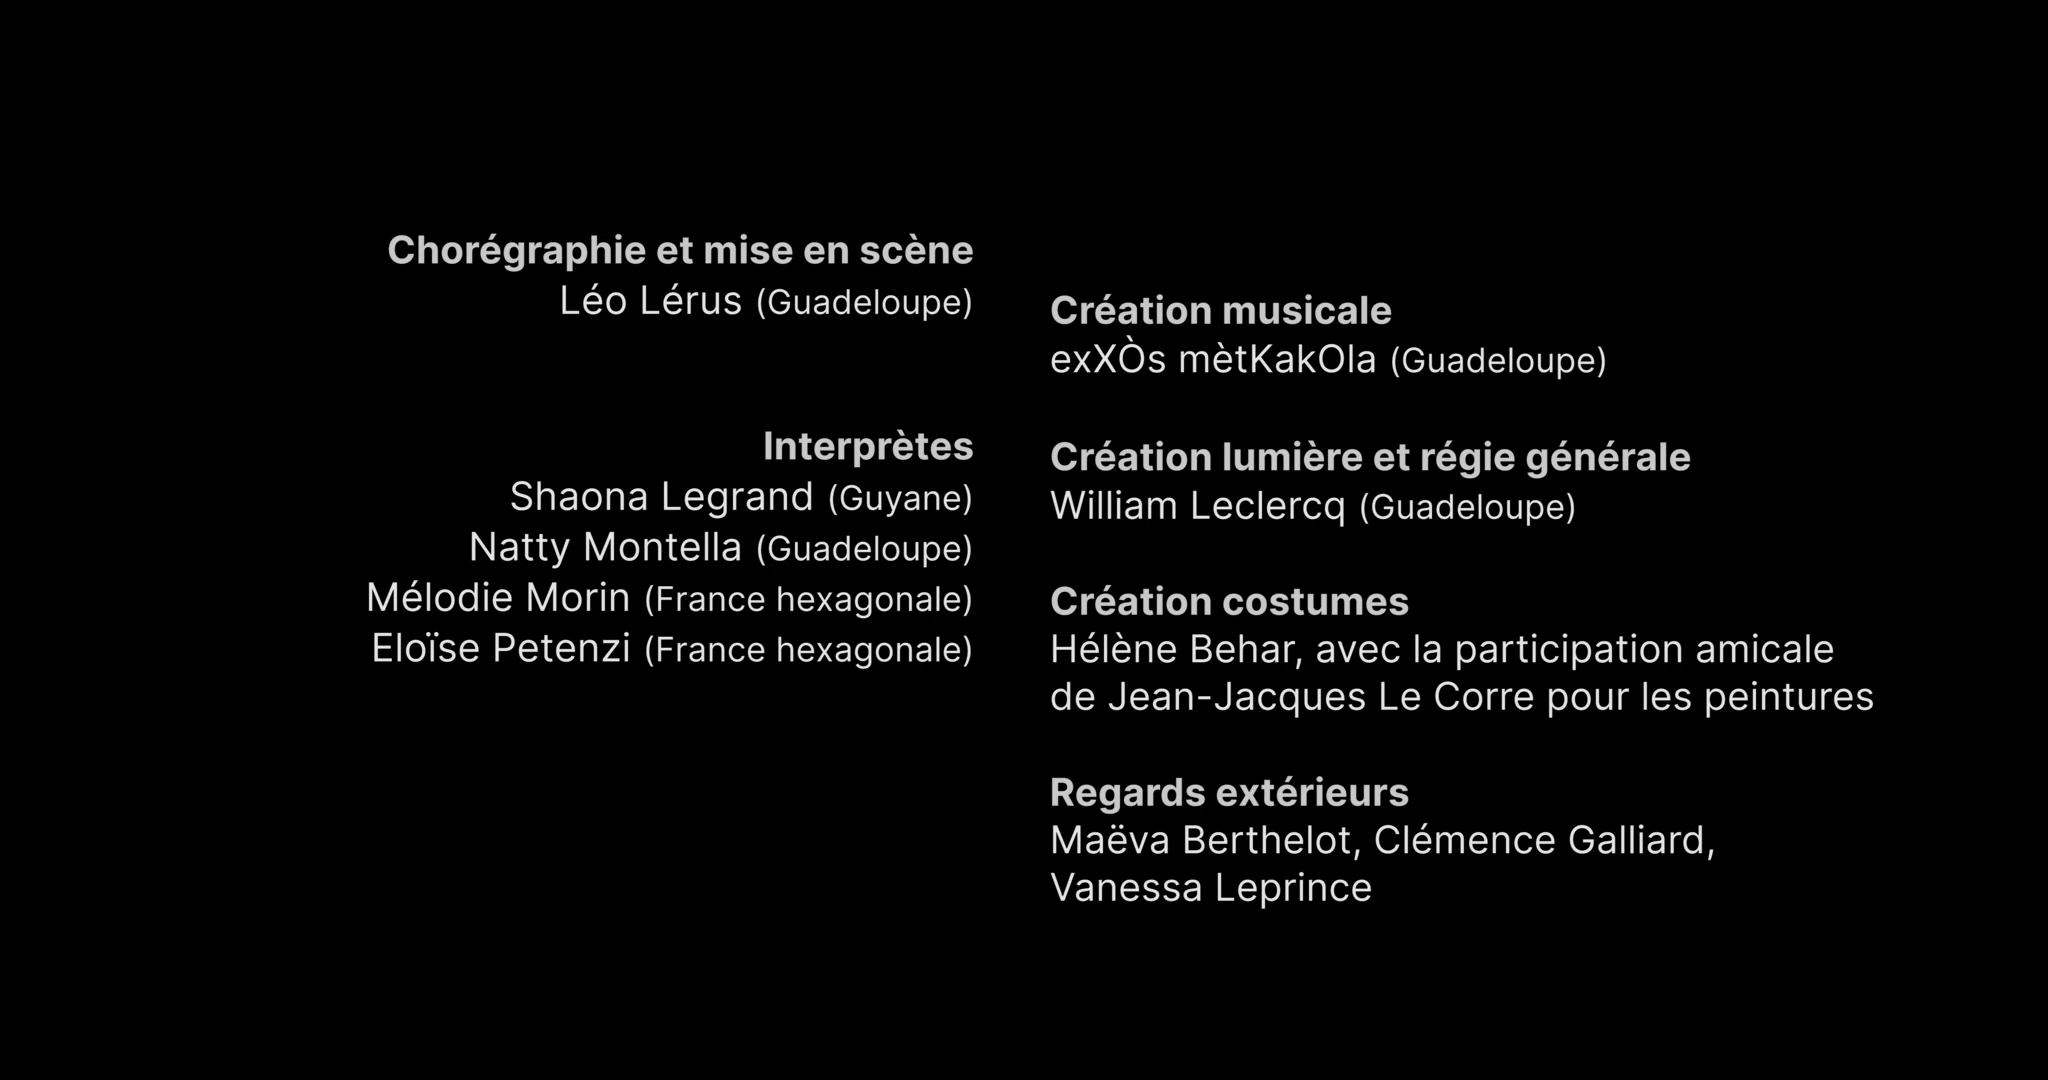 Chorégraphie et mise en scène
Léo Lérus (Guadeloupe)
Interprètes
Shaona Legrand (Guyane)
Natty Montella (Guadeloupe)
Mélodie Morin (France hexagonale)
Eloïse Petenzi (France hexagonale)
Création musicale
exXÒs mètKakOla (Guadeloupe)
Création lumière et régie générale
William Leclercq (Guadeloupe)
Création costumes
Hélène Behar, avec la participation amicale
de Jean-Jacques Le Corre pour les peintures
Regards extérieurs
Maëva Berthelot, Clémence Galliard,
Vanessa Leprince